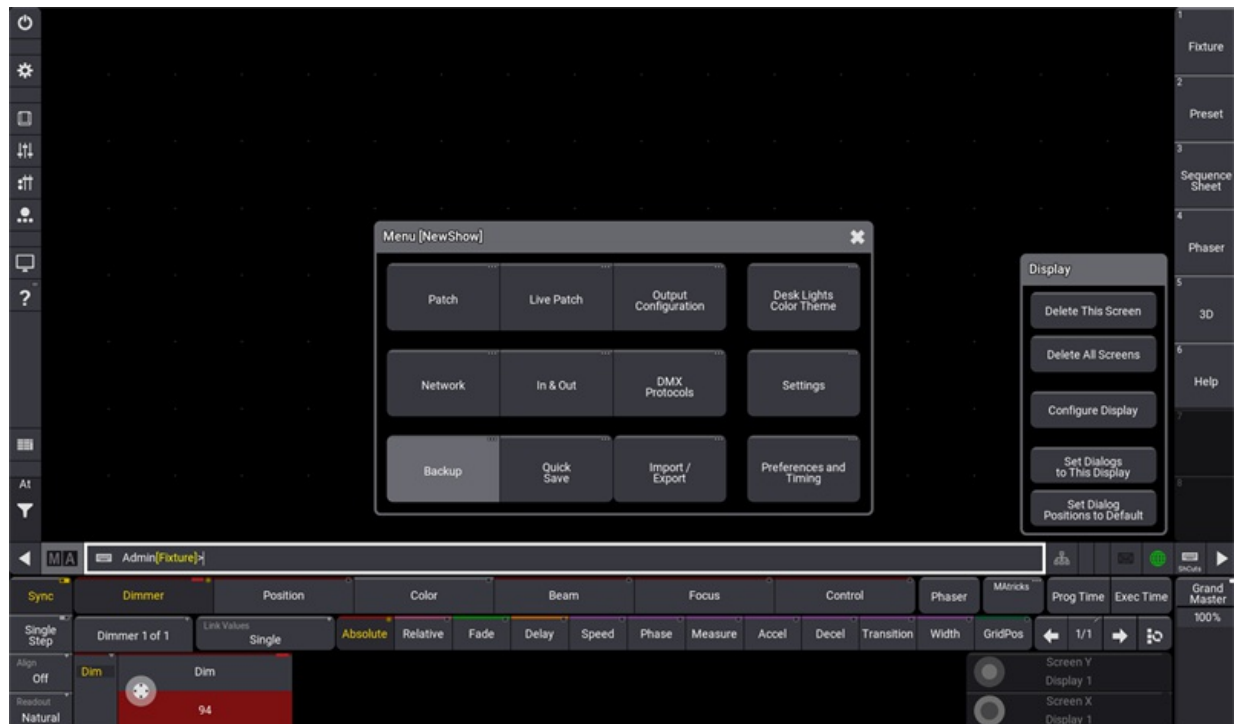 1
Fixture
2
Preset
3
Sequence
Sheet
4
Phaser
5
3D
6
Help
7
8
Menu [NewShow]
Patch
Live Patch
Output
Configuration
Desk Lights
Color Theme
Network
In & Out
DMX
Protocols
Settings
Backup
Quick
Save
Import /
Export
Preferences and
Timing
Display
Delete This Screen
Delete All Screens
Configure Display
Set Dialogs
to This Display
Set Dialog
Positions to Default
?
At
MA
Admin[Fixture]>
ShCuts
Sync
Dimmer
Position
Color
Beam
Focus
Control
Phaser
MAtricks
Prog Time
Exec Time
Grand
Master
100%
Single
Step
Dimmer 1 of 1
Link Values
Single
Absolute
Relative
Fade
Delay
Speed
Phase
Measure
Accel
Decel
Transition
Width
GridPos
1/1
Align
Off
Dim
Dim
94
Screen Y
Display 1
Readout
Natural
Screen X
Display 1